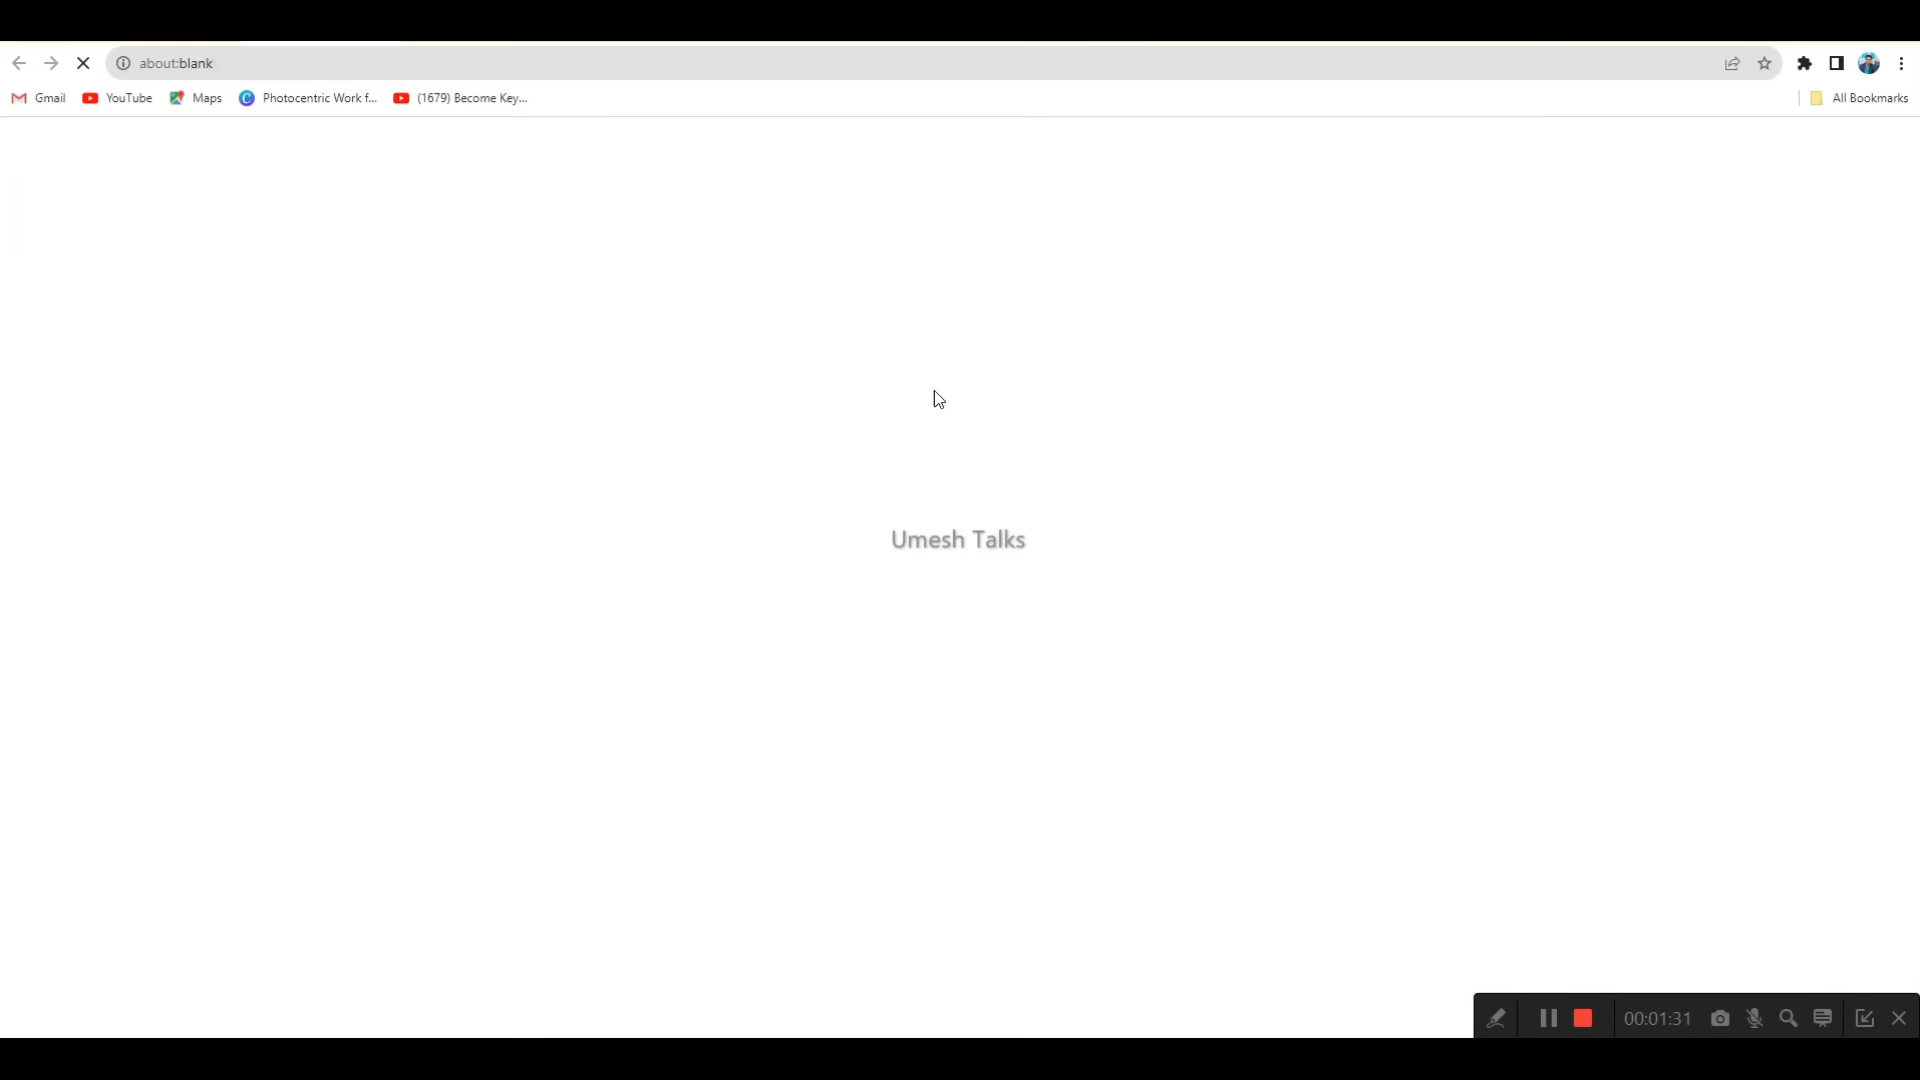 about:blank
Gmail YouTube Maps Photocentric Work f... (1679) Become Key... All Bookmarks
Umesh Talks
00:01:31